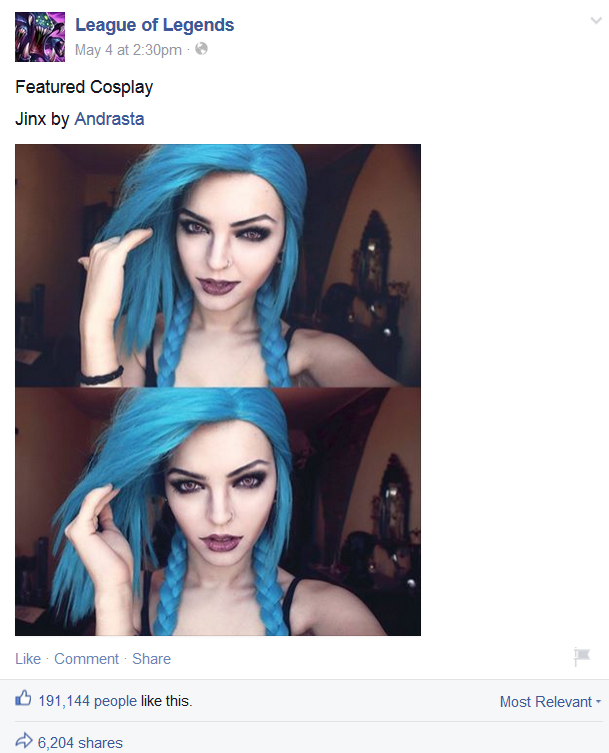 League of Legends
May 4 at 2:30pm ·
Featured Cosplay
Jinx by Andrasta
Like · Comment · Share
191,144 people like this.
Most Relevant
6,204 shares